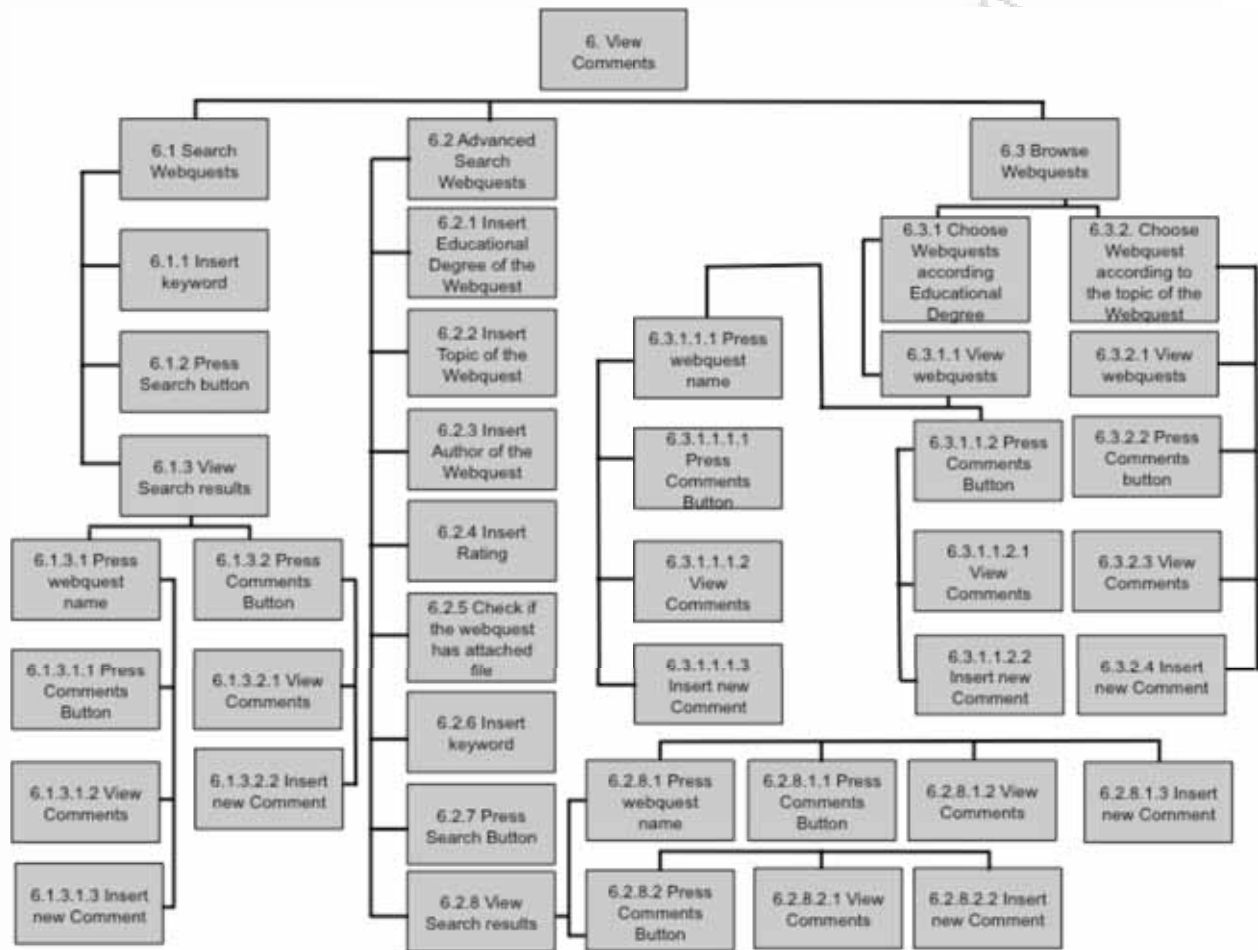 6. View
Comments
6.1 Search
Webquests
6.1.1 Insert
keyword
6.1.2 Press
Search button
6.1.3 View
Search results
6.1.3.1 Press
webquest
name
6.1.3.1.1 Press
Comments
Button
6.1.3.1.2 View
Comments
6.1.3.1.3 Insert
new Comment
6.1.3.2 Press
Comments
Button
6.1.3.2.1 View
Comments
6.1.3.2.2 Insert
new Comment
6.2 Advanced
Search
Webquests
6.2.1 Insert
Educational
Degree of the
Webquest
6.2.2 Insert
Topic of the
Webquest
6.2.3 Insert
Author of the
Webquest
6.2.4 Insert
Rating
6.2.5 Check if
the webquest
has attached
file
6.2.6 Insert
keyword
6.2.7 Press
Search Button
6.2.8 View
Search results
6.2.8.1 Press
webquest
name
6.2.8.1.1 Press
Comments
Button
6.2.8.1.2 View
Comments
6.2.8.1.3 Insert
new Comment
6.2.8.2 Press
Comments
Button
6.2.8.2.1 View
Comments
6.2.8.2.2 Insert
new Comment
6.3 Browse
Webquests
6.3.1 Choose
Webquests
according
Educational
Degree
6.3.1.1 View
webquests
6.3.1.1.1 Press
webquest
name
6.3.1.1.1.1
Press
Comments
Button
6.3.1.1.1.2
View
Comments
6.3.1.1.1.3
Insert new
Comment
6.3.1.1.2 Press
Comments
Button
6.3.1.1.2.1
View
Comments
6.3.1.1.2.2
Insert new
Comment
6.3.2. Choose
Webquest
according to
the topic of the
Webquest
6.3.2.1 View
webquests
6.3.2.2 Press
Comments
button
6.3.2.3 View
Comments
6.3.2.4 Insert
new Comment